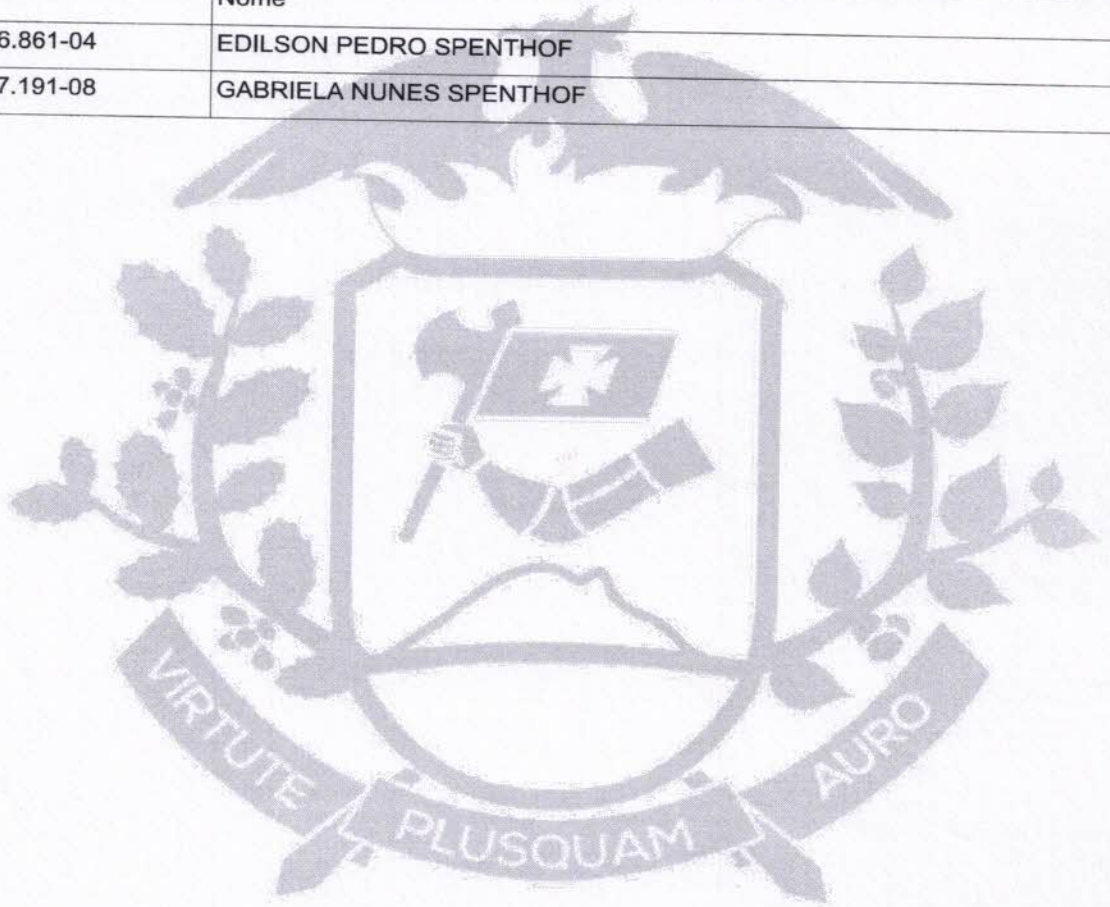 Nome
6.861-04 EDILSON PEDRO SPENTHOF
7.191-08 GABRIELA NUNES SPENTHOF
VIRTUTE PLUSQUAM AURO